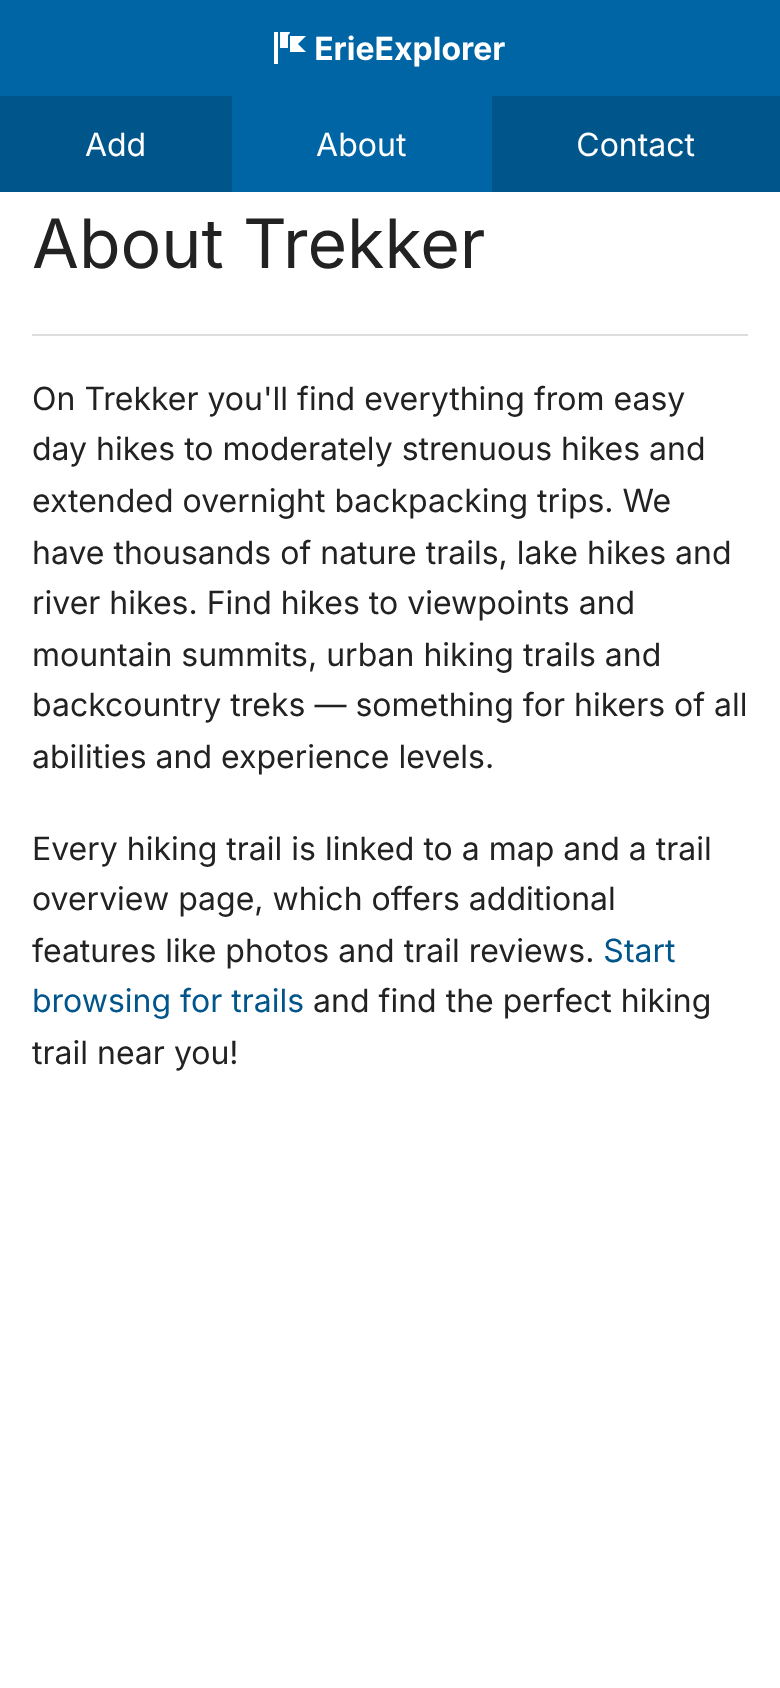 ErieExplorer
Add
About
Contact
About Trekker
On Trekker you'll find everything from easy
day hikes to moderately strenuous hikes and
extended overnight backpacking trips. We
have thousands of nature trails, lake hikes and
river hikes. Find hikes to viewpoints and
mountain summits, urban hiking trails and
backcountry treks — something for hikers of all
abilities and experience levels.
Every hiking trail is linked to a map and a trail
overview page, which offers additional
features like photos and trail reviews. Start
browsing for trails and find the perfect hiking
trail near you!